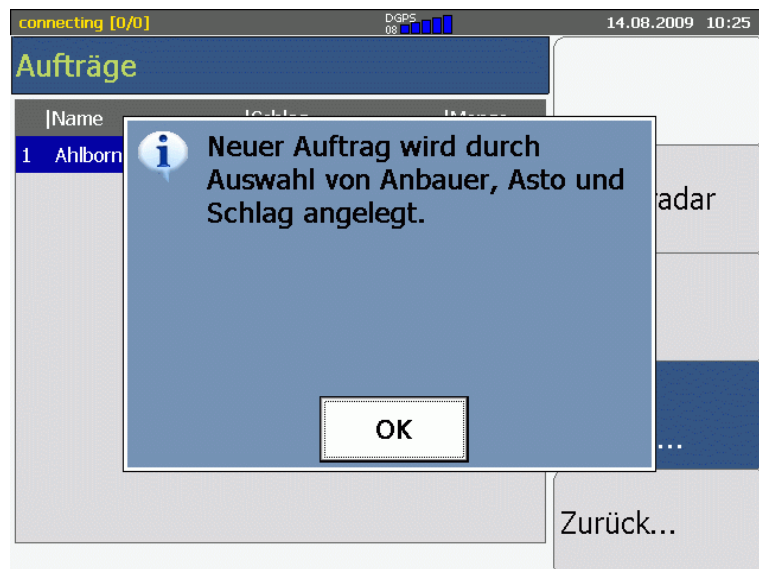 connecting [0/0]
DGPS
08
14.08.2009 10:25
Aufträge
|Name
1 Ahlborn
Neuer Auftrag wird durch
Auswahl von Anbauer, Asto und
Schlag angelegt.
OK
...
Zurück...